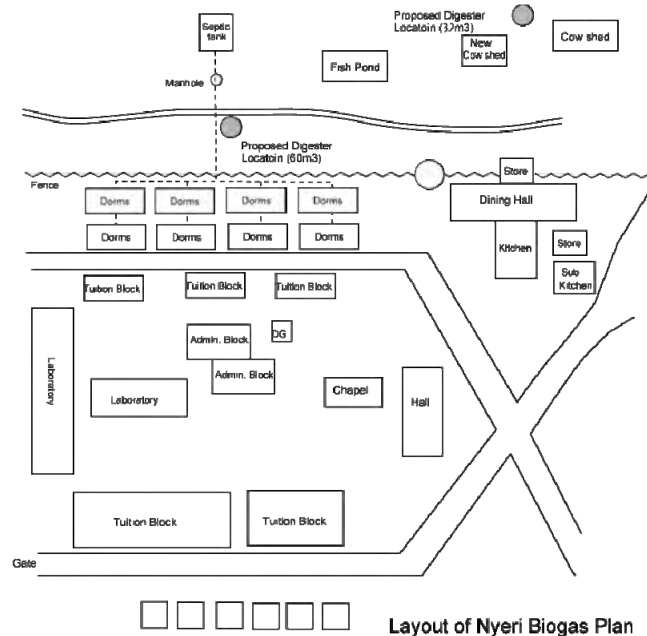 Proposed Digester
Locatoin (32m3)
Septic
tank
New
Cow shed
Cow shed
Fish Pond
Manhole
Proposed Digester
Locatoin (60m3)
Fence
Store
Dorms
Dorms
Dorms
Dorms
Dining Hall
Dorms
Dorms
Dorms
Dorms
Kitchen
Store
Sub
Kitchen
Tuition Block
Tuition Block
Tuition Block
DG
Admin. Block
Admin. Block
Laboratory
Laboratory
Chapel
Hall
Tuition Block
Tuition Block
Gate
Layout of Nyeri Biogas Plan